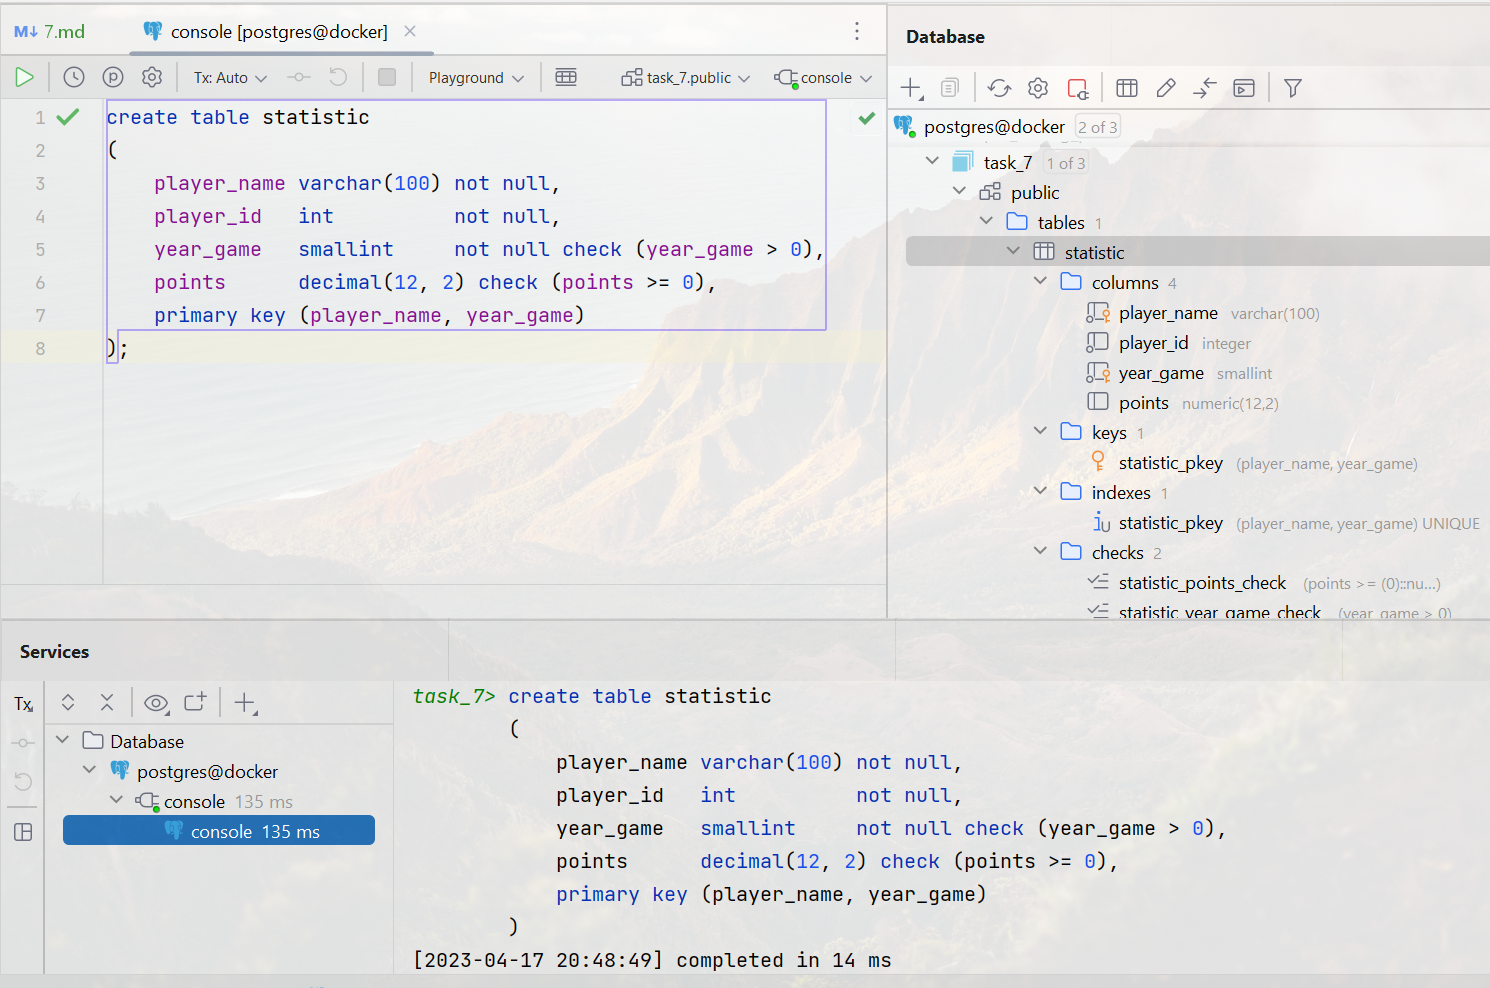 M↓ 7.md
console [postgres@docker]
Tx: Auto
Playground
task_7.public
console
1 create table statistic
2 (
3 player_name varchar(100) not null,
4 player_id int not null,
5 year_game smallint not null check (year_game > 0),
6 points decimal(12, 2) check (points >= 0),
7 primary key (player_name, year_game)
8 );
Database
postgres@docker 2 of 3
task_7 1 of 3
public
tables 1
statistic
columns 4
player_name varchar(100)
player_id integer
year_game smallint
points numeric(12,2)
keys 1
statistic_pkey (player_name, year_game)
indexes 1
statistic_pkey (player_name, year_game) UNIQUE
checks 2
statistic_points_check (points >= (0)::nu...)
statistic_year_game_check (year_game > 0)
Services
Tx
Database
postgres@docker
console 135 ms
console 135 ms
task_7> create table statistic
(
player_name varchar(100) not null,
player_id int not null,
year_game smallint not null check (year_game > 0),
points decimal(12, 2) check (points >= 0),
primary key (player_name, year_game)
)
[2023-04-17 20:48:49] completed in 14 ms